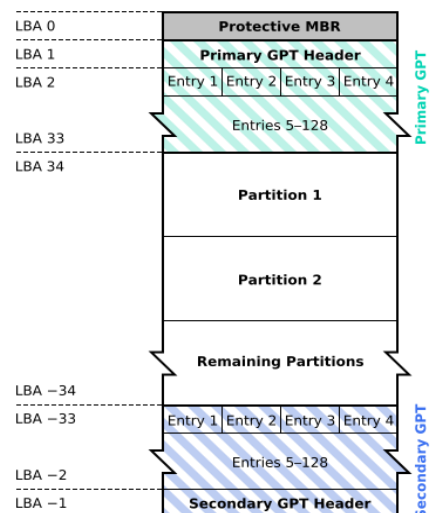 LBA 0
Protective MBR
LBA 1
Primary GPT Header
LBA 2
Entry 1 Entry 2 Entry 3 Entry 4
Entries 5–128
LBA 33
Primary GPT
LBA 34
Partition 1
Partition 2
Remaining Partitions
LBA −34
LBA −33
Entry 1 Entry 2 Entry 3 Entry 4
Entries 5–128
LBA −2
LBA −1
Secondary GPT Header
Secondary GPT